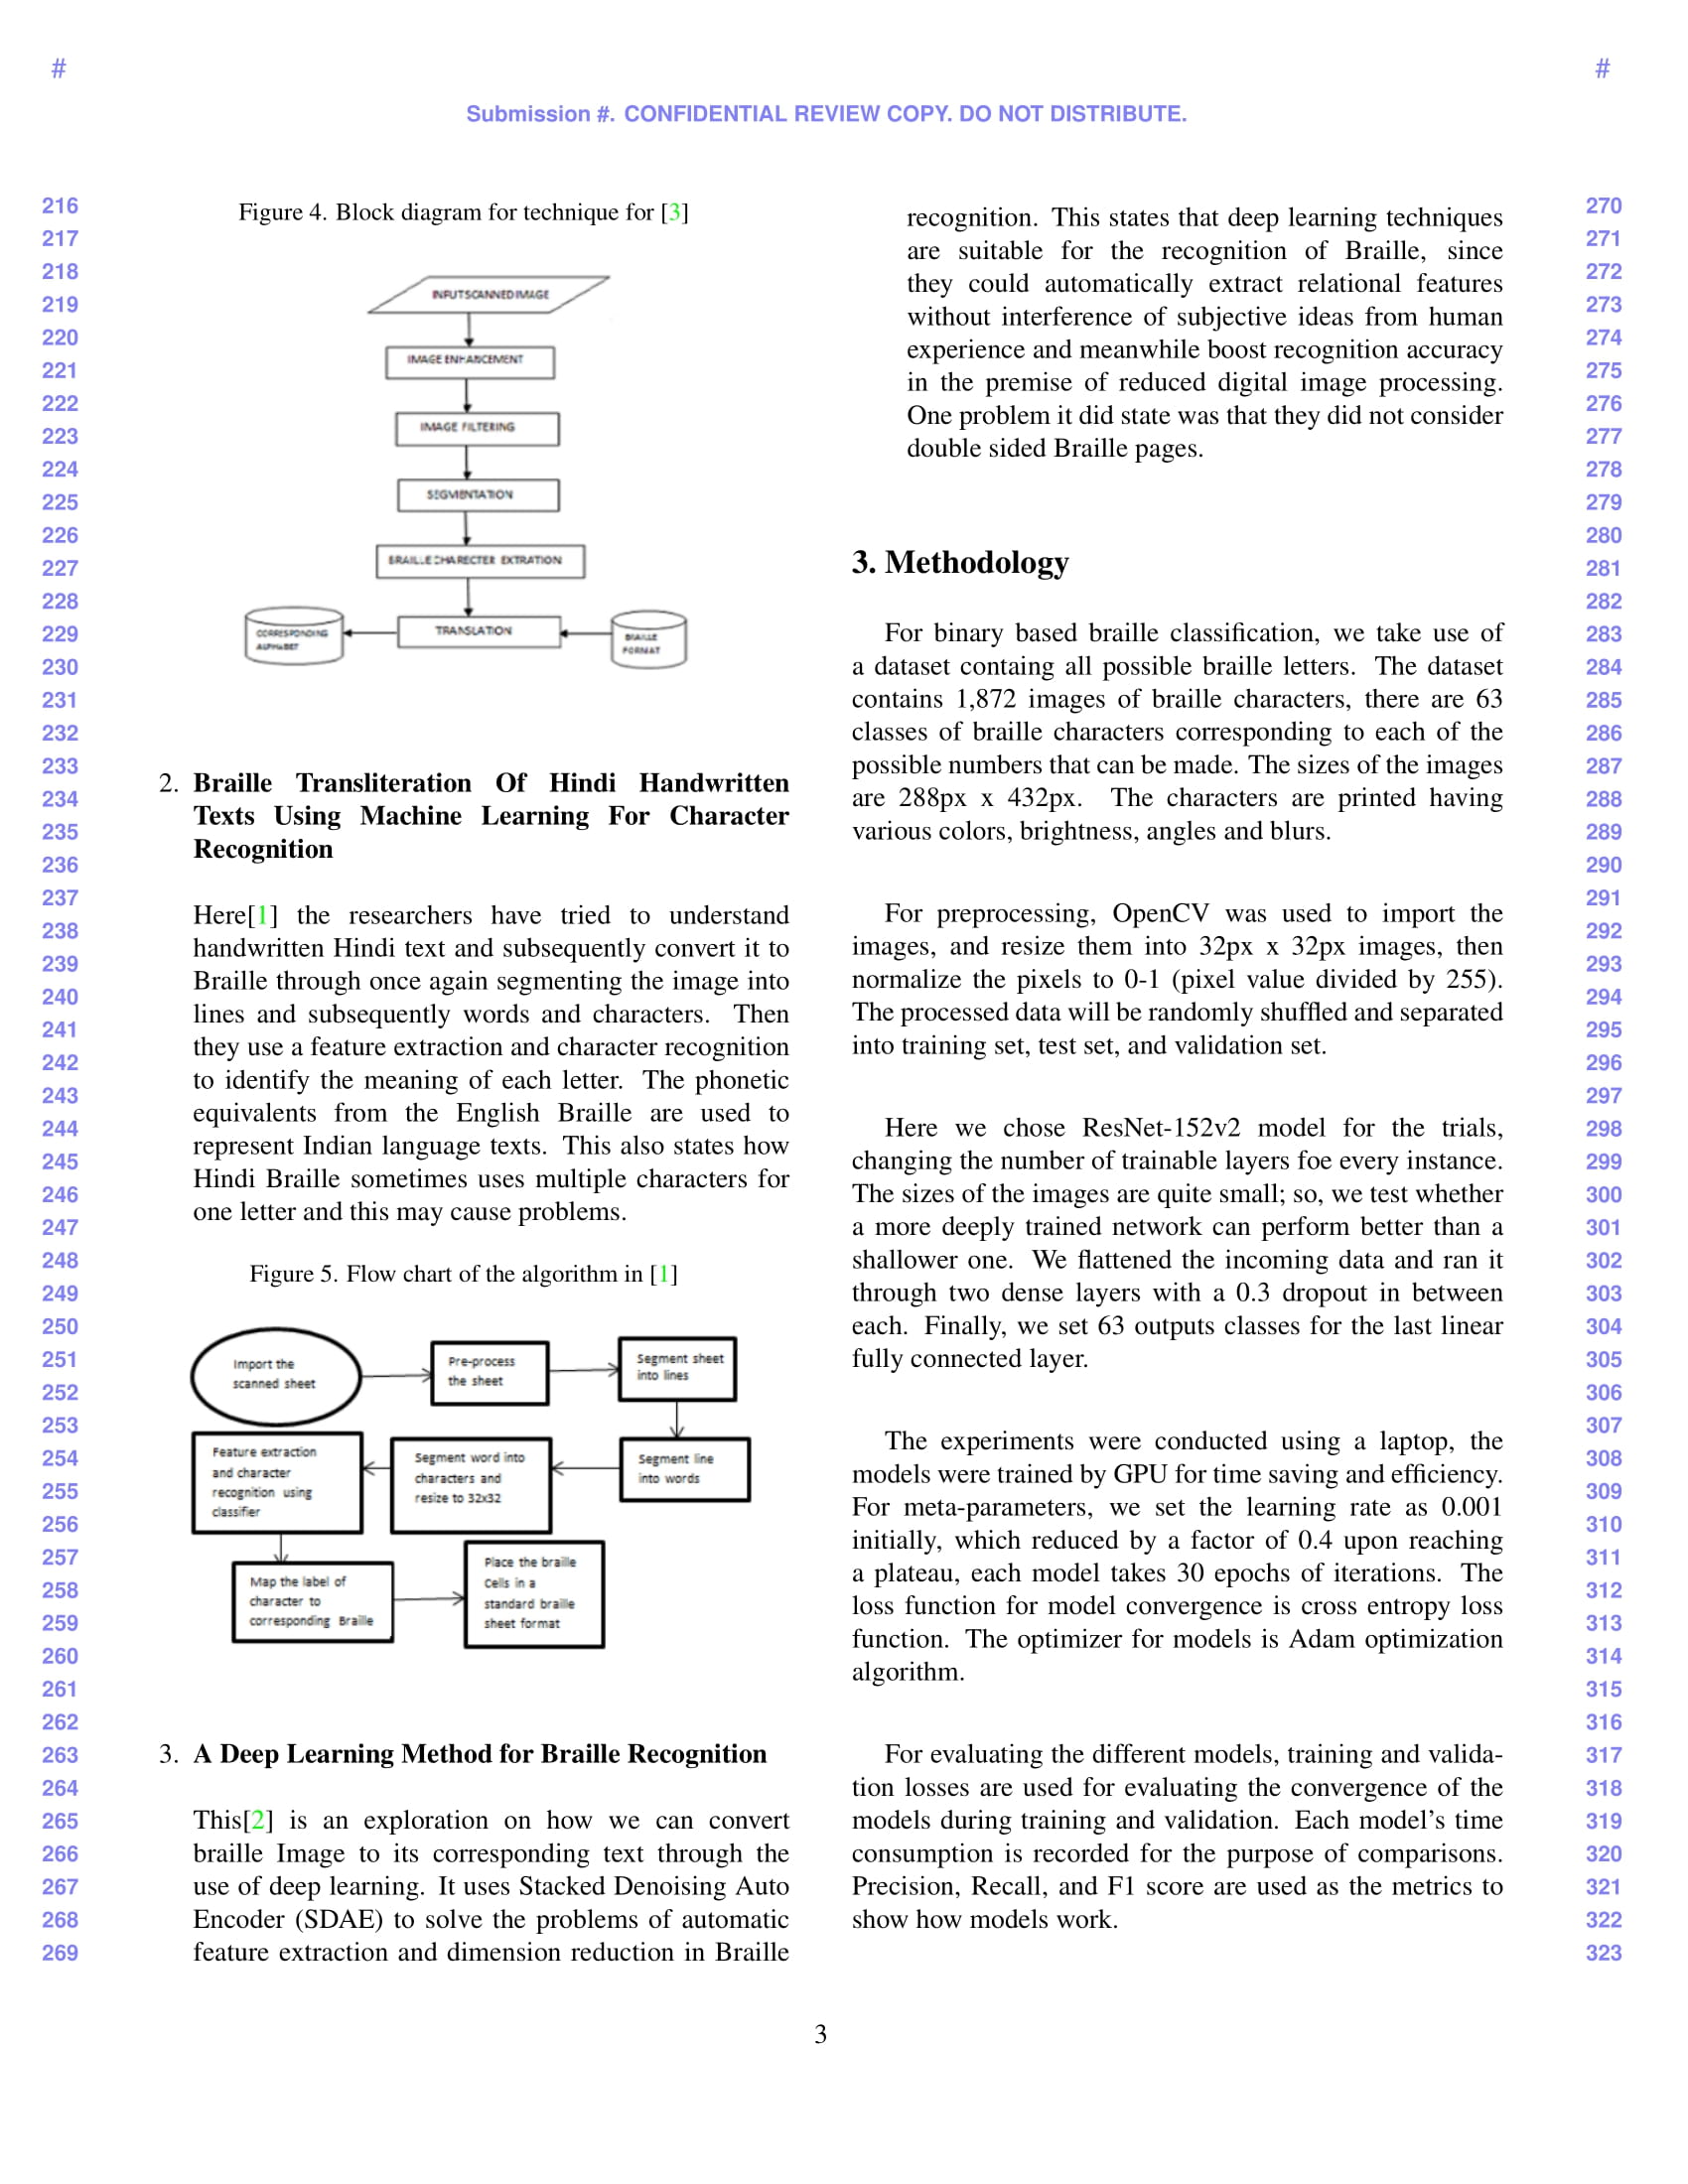 #
#
Submission #. CONFIDENTIAL REVIEW COPY. DO NOT DISTRIBUTE.
216
217
218
219
220
221
222
223
224
225
226
227
228
229
230
231
232
233
234
235
236
237
238
239
240
241
242
243
244
245
246
247
248
249
250
251
252
253
254
255
256
257
258
259
260
261
262
263
264
265
266
267
268
269
Figure 4. Block diagram for technique for [3]
INPUT SCANNED IMAGE
IMAGE ENHANCEMENT
IMAGE FILTERING
SEGMENTATION
BRAILLE CHARECTER EXTRATION
TRANSLATION
CORRESPONDING
ALPHABET
BRAILLE
FORMAT
2. Braille Transliteration Of Hindi Handwritten
Texts Using Machine Learning For Character
Recognition
Here[1] the researchers have tried to understand
handwritten Hindi text and subsequently convert it to
Braille through once again segmenting the image into
lines and subsequently words and characters. Then
they use a feature extraction and character recognition
to identify the meaning of each letter. The phonetic
equivalents from the English Braille are used to
represent Indian language texts. This also states how
Hindi Braille sometimes uses multiple characters for
one letter and this may cause problems.
Figure 5. Flow chart of the algorithm in [1]
Import the
scanned sheet
Pre-process
the sheet
Segment sheet
into lines
Segment line
into words
Segment word into
characters and
resize to 32x32
Feature extraction
and character
recognition using
classifier
Map the label of
character to
corresponding Braille
Place the braille
Cells in a
standard braille
sheet format
3. A Deep Learning Method for Braille Recognition
This[2] is an exploration on how we can convert
braille Image to its corresponding text through the
use of deep learning. It uses Stacked Denoising Auto
Encoder (SDAE) to solve the problems of automatic
feature extraction and dimension reduction in Braille
recognition. This states that deep learning techniques
are suitable for the recognition of Braille, since
they could automatically extract relational features
without interference of subjective ideas from human
experience and meanwhile boost recognition accuracy
in the premise of reduced digital image processing.
One problem it did state was that they did not consider
double sided Braille pages.
3. Methodology
For binary based braille classification, we take use of
a dataset containg all possible braille letters. The dataset
contains 1,872 images of braille characters, there are 63
classes of braille characters corresponding to each of the
possible numbers that can be made. The sizes of the images
are 288px x 432px. The characters are printed having
various colors, brightness, angles and blurs.
For preprocessing, OpenCV was used to import the
images, and resize them into 32px x 32px images, then
normalize the pixels to 0-1 (pixel value divided by 255).
The processed data will be randomly shuffled and separated
into training set, test set, and validation set.
Here we chose ResNet-152v2 model for the trials,
changing the number of trainable layers foe every instance.
The sizes of the images are quite small; so, we test whether
a more deeply trained network can perform better than a
shallower one. We flattened the incoming data and ran it
through two dense layers with a 0.3 dropout in between
each. Finally, we set 63 outputs classes for the last linear
fully connected layer.
The experiments were conducted using a laptop, the
models were trained by GPU for time saving and efficiency.
For meta-parameters, we set the learning rate as 0.001
initially, which reduced by a factor of 0.4 upon reaching
a plateau, each model takes 30 epochs of iterations. The
loss function for model convergence is cross entropy loss
function. The optimizer for models is Adam optimization
algorithm.
For evaluating the different models, training and valida-
tion losses are used for evaluating the convergence of the
models during training and validation. Each model's time
consumption is recorded for the purpose of comparisons.
Precision, Recall, and F1 score are used as the metrics to
show how models work.
270
271
272
273
274
275
276
277
278
279
280
281
282
283
284
285
286
287
288
289
290
291
292
293
294
295
296
297
298
299
300
301
302
303
304
305
306
307
308
309
310
311
312
313
314
315
316
317
318
319
320
321
322
323
3